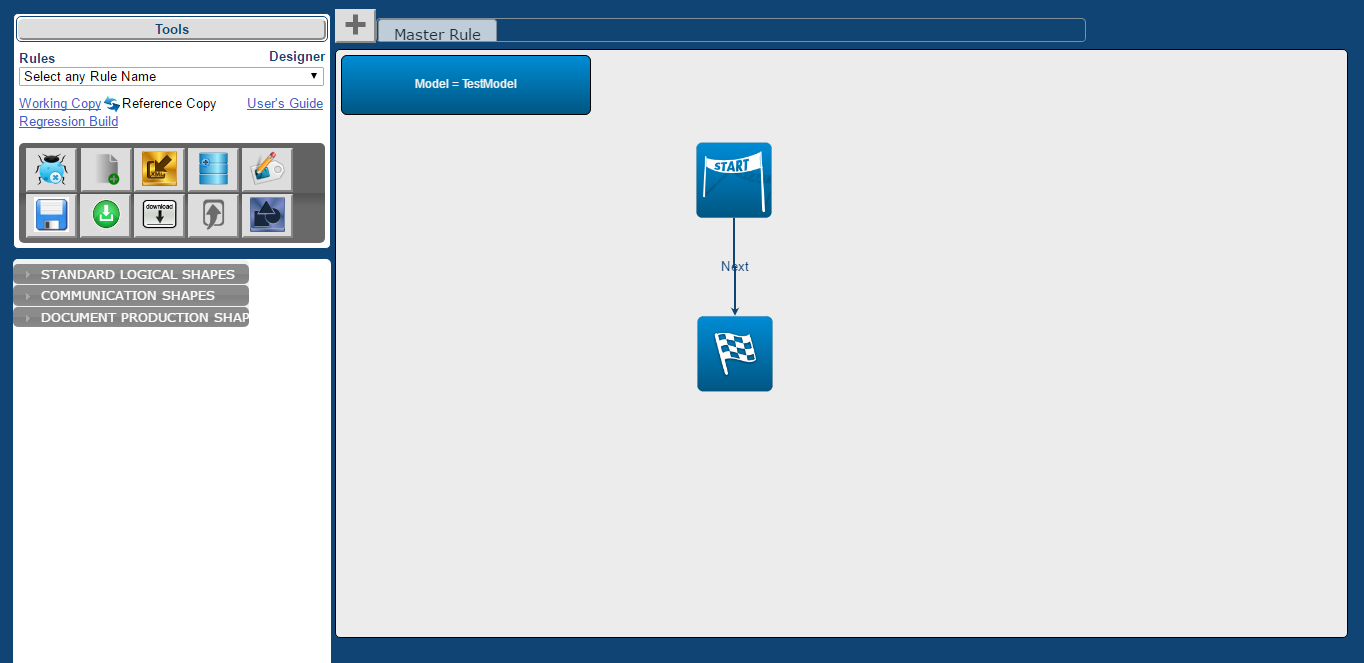 Tools
Rules
Designer
Select any Rule Name
Working Copy Reference Copy
User's Guide
Regression Build
download
STANDARD LOGICAL SHAPES
COMMUNICATION SHAPES
DOCUMENT PRODUCTION SHAP
Master Rule
Model = TestModel
START
Next